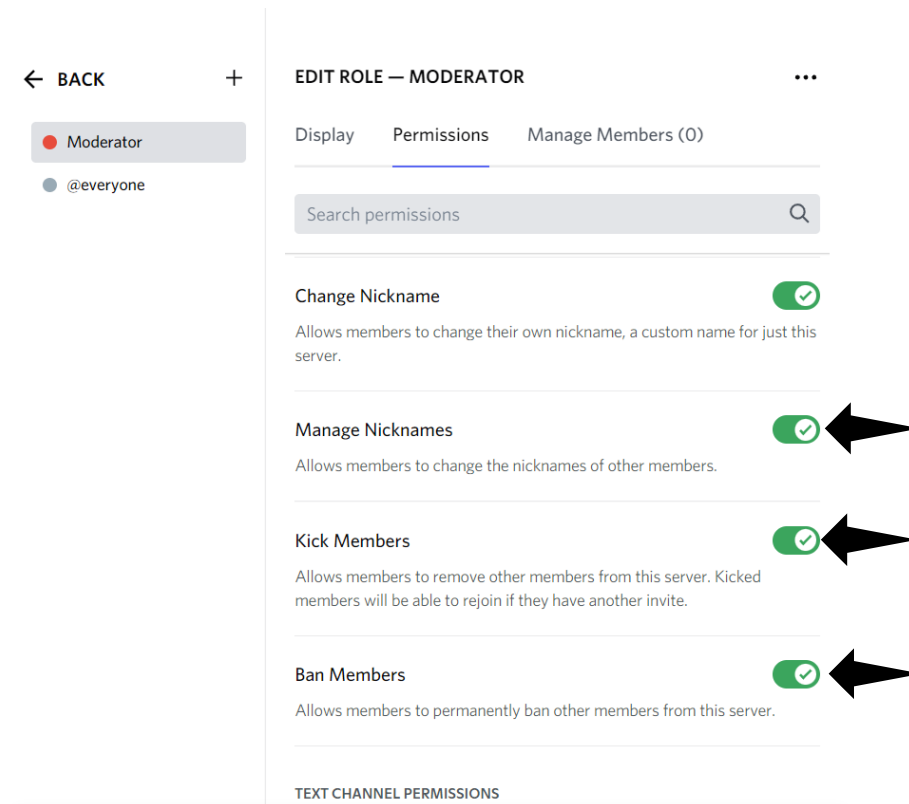 BACK
Moderator
@everyone
EDIT ROLE — MODERATOR
Display Permissions Manage Members (0)
Search permissions
Change Nickname
Allows members to change their own nickname, a custom name for just this
server.
Manage Nicknames
Allows members to change the nicknames of other members.
Kick Members
Allows members to remove other members from this server. Kicked
members will be able to rejoin if they have another invite.
Ban Members
Allows members to permanently ban other members from this server.
TEXT CHANNEL PERMISSIONS